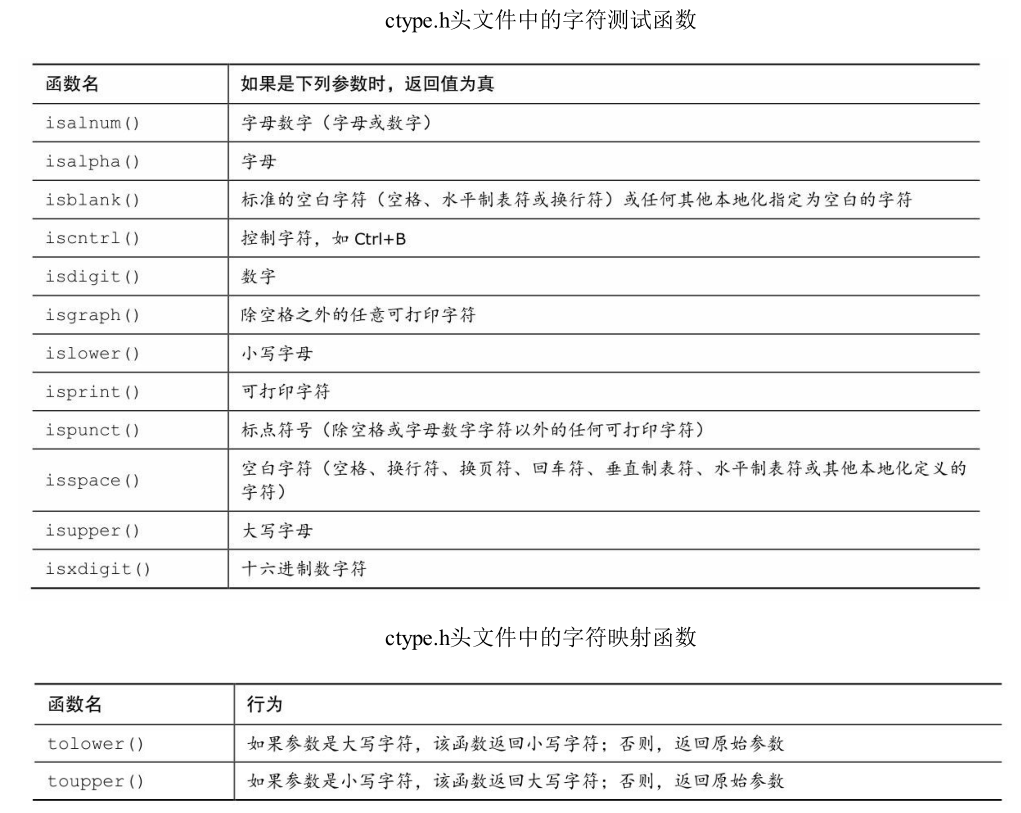 ctype.h头文件中的字符测试函数
函数名 如果是下列参数时，返回值为真
isalnum() 字母数字（字母或数字）
isalpha() 字母
isblank() 标准的空白字符（空格、水平制表符或换行符）或任何其他本地化指定为空白的字符
iscntrl() 控制字符，如 Ctrl+B
isdigit() 数字
isgraph() 除空格之外的任意可打印字符
islower() 小写字母
isprint() 可打印字符
ispunct() 标点符号（除空格或字母数字字符以外的任何可打印字符）
isspace() 空白字符（空格、换行符、换页符、回车符、垂直制表符、水平制表符或其他本地化定义的
字符）
isupper() 大写字母
isxdigit() 十六进制数字符
ctype.h头文件中的字符映射函数
函数名 行为
tolower() 如果参数是大写字符，该函数返回小写字符；否则，返回原始参数
toupper() 如果参数是小写字符，该函数返回大写字符；否则，返回原始参数